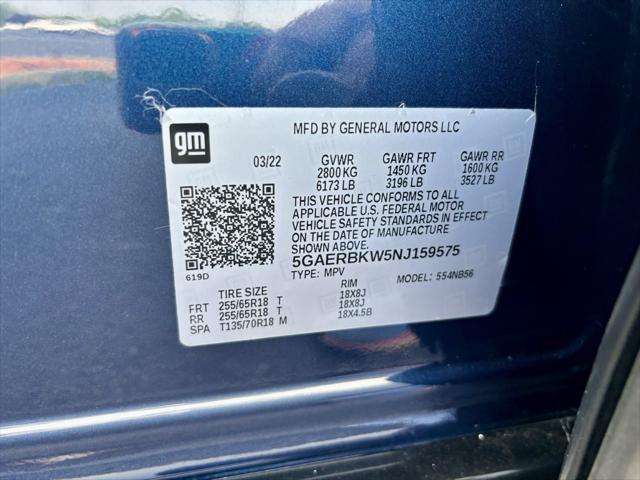 gm
MFD BY GENERAL MOTORS LLC
03/22 GVWR GAWR FRT GAWR RR
2800 KG 1450 KG 1600 KG
6173 LB 3196 LB 3527 LB
THIS VEHICLE CONFORMS TO ALL
APPLICABLE U.S. FEDERAL MOTOR
VEHICLE SAFETY STANDARDS IN EFFECT
ON THE DATE OF MANUFACTURE
SHOWN ABOVE.
5GAERBKW5NJ159575
619D TYPE: MPV MODEL: 554NB56
TIRE SIZE RIM
FRT 255/65R18 T 18X8J
RR 255/65R18 T 18X8J
SPA T135/70R18 M 18X4.5B